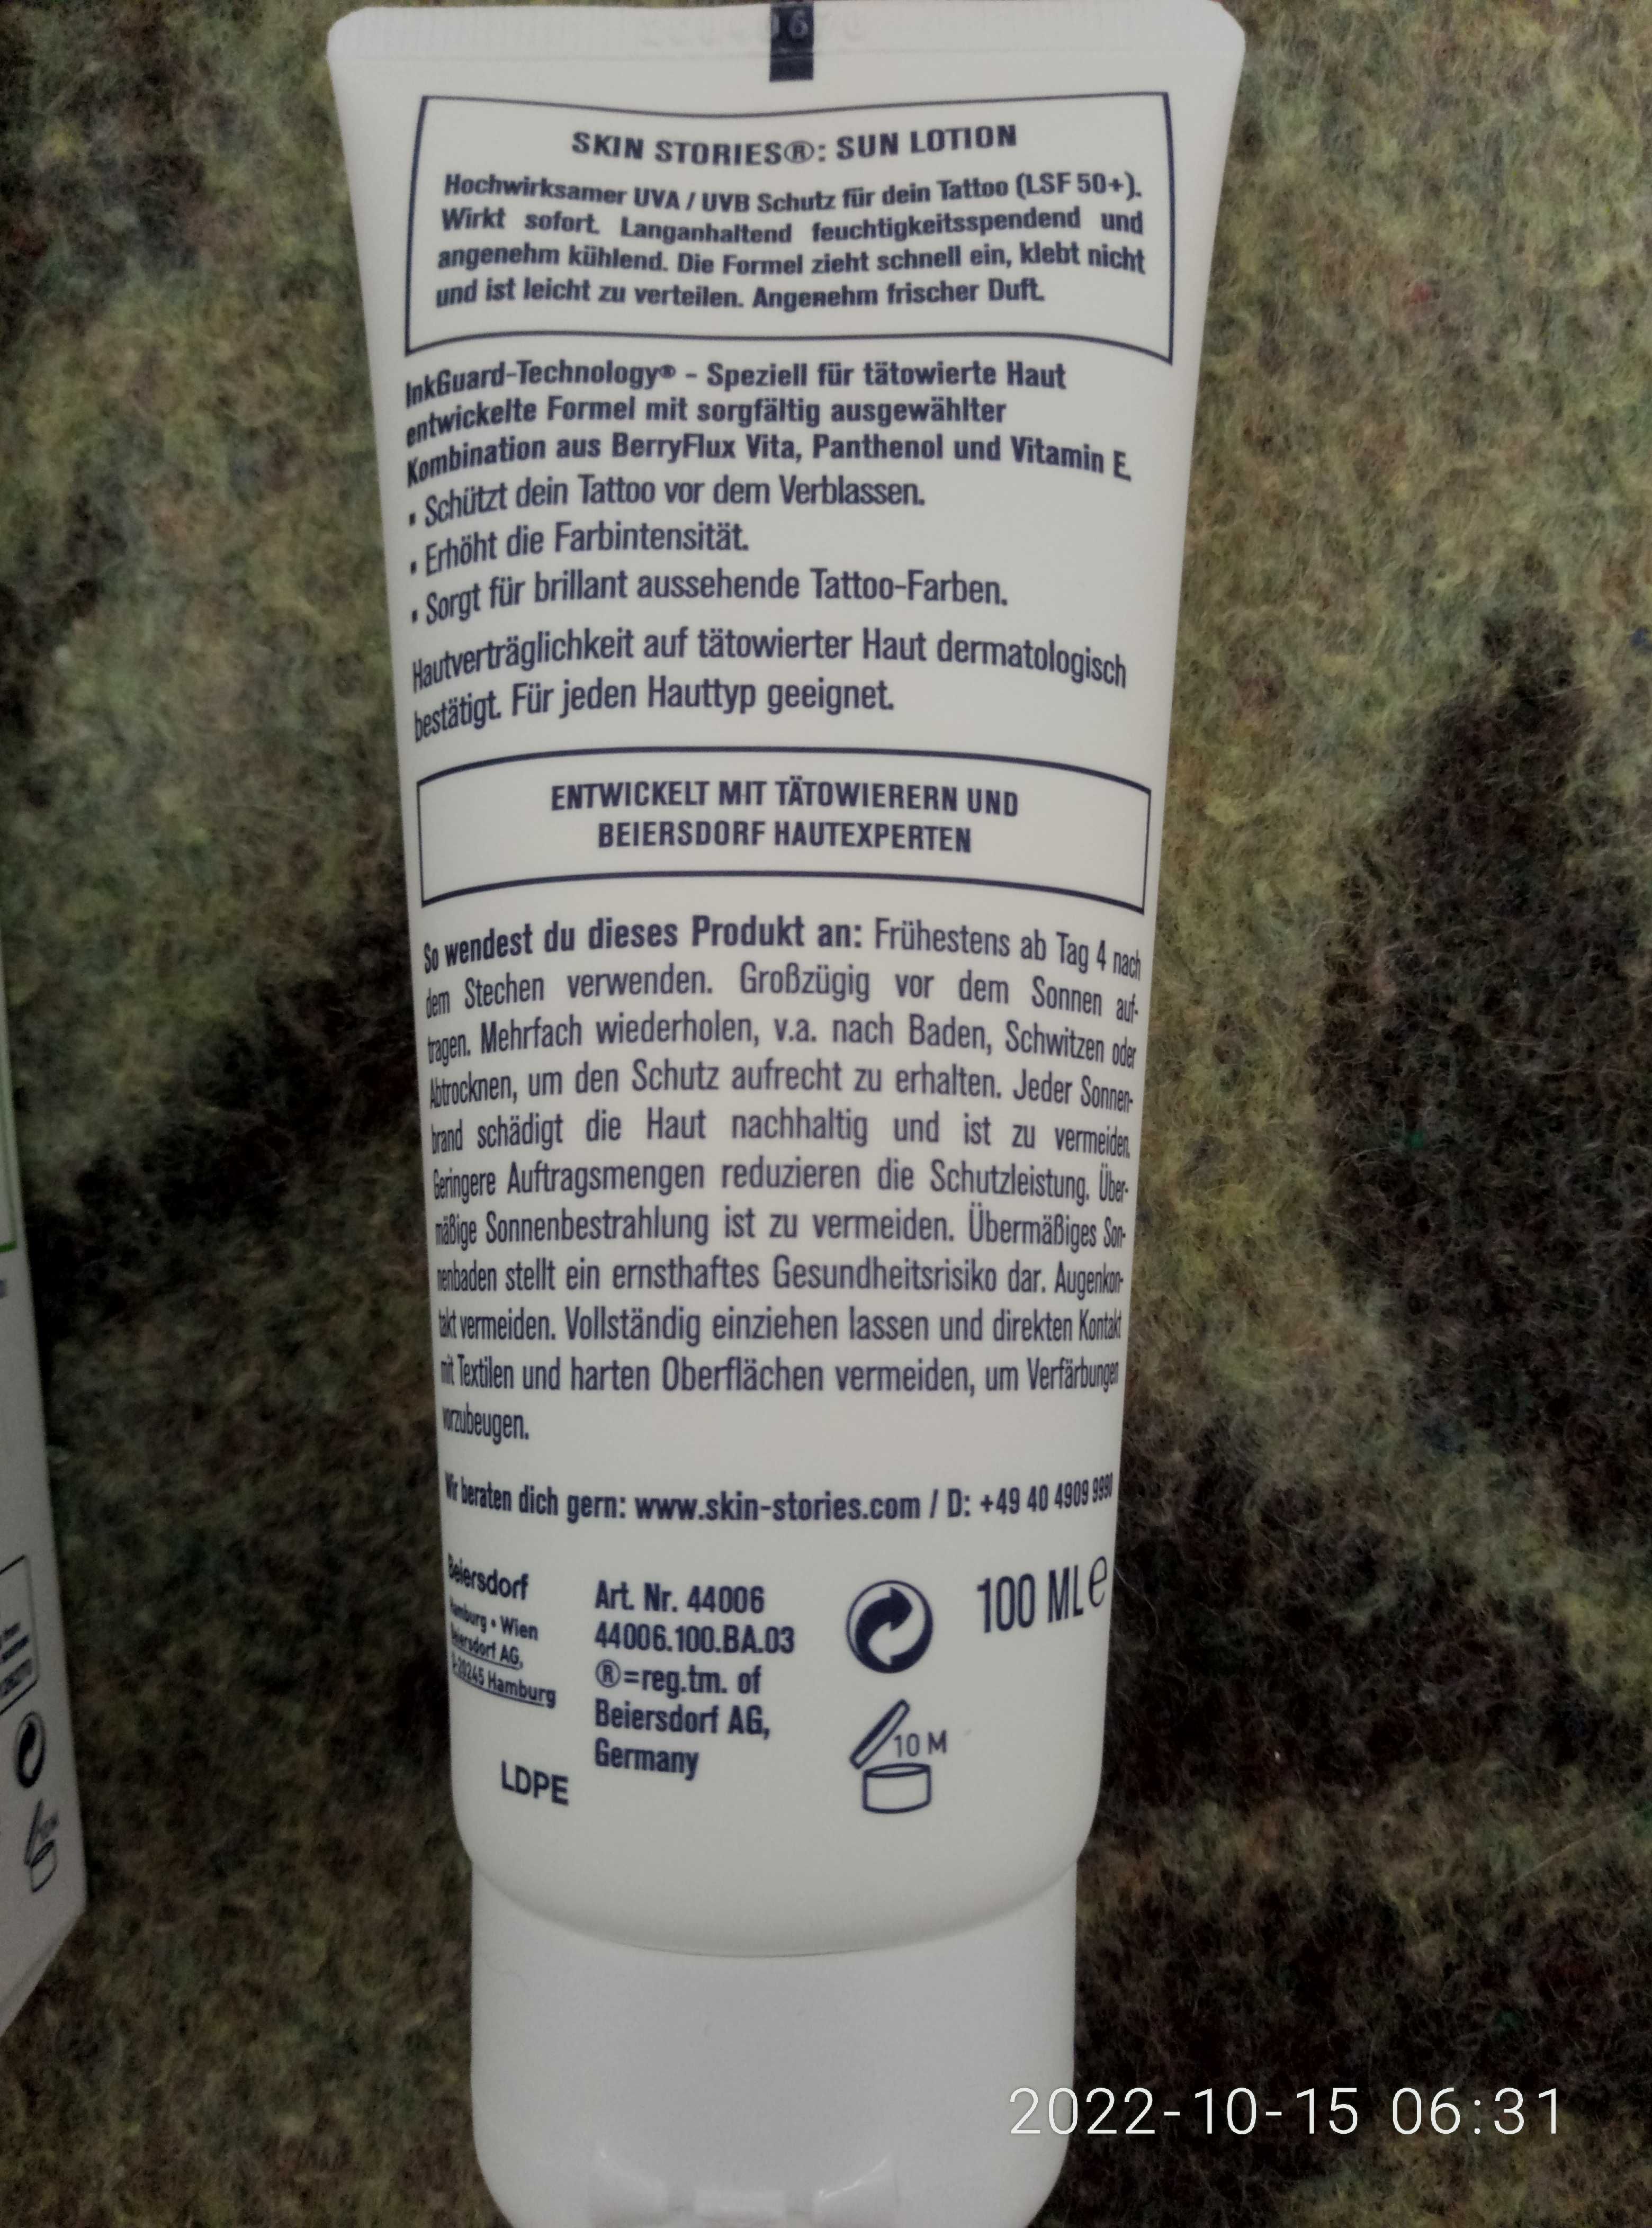 SKIN STORIES®: SUN LOTION
Hochwirksamer UVA / UVB Schutz für dein Tattoo (LSF 50+).
Wirkt sofort. Langanhaltend feuchtigkeitsspendend und
angenehm kühlend. Die Formel zieht schnell ein, klebt nicht
und ist leicht zu verteilen. Angenehm frischer Duft.
InkGuard-Technology® - Speziell für tätowierte Haut
entwickelte Formel mit sorgfältig ausgewählter
Kombination aus BerryFlux Vita, Panthenol und Vitamin E.
• Schützt dein Tattoo vor dem Verblassen.
• Erhöht die Farbintensität.
• Sorgt für brillant aussehende Tattoo-Farben.
Hautverträglichkeit auf tätowierter Haut dermatologisch
bestätigt. Für jeden Hauttyp geeignet.
ENTWICKELT MIT TÄTOWIERERN UND
BEIERSDORF HAUTEXPERTEN
So wendest du dieses Produkt an: Frühestens ab Tag 4 nach
dem Stechen verwenden. Großzügig vor dem Sonnen auf-
tragen. Mehrfach wiederholen, v.a. nach Baden, Schwitzen oder
Abtrocknen, um den Schutz aufrecht zu erhalten. Jeder Sonnen-
brand schädigt die Haut nachhaltig und ist zu vermeiden.
Geringere Auftragsmengen reduzieren die Schutzleistung. Über-
mäßige Sonnenbestrahlung ist zu vermeiden. Übermäßiges Son-
nenbaden stellt ein ernsthaftes Gesundheitsrisiko dar. Augenkon-
takt vermeiden. Vollständig einziehen lassen und direkten Kontakt
mit Textilen und harten Oberflächen vermeiden, um Verfärbungen
vorzubeugen.
Wir beraten dich gern: www.skin-stories.com / D: +49 40 4909 9990
Beiersdorf
Hamburg • Wien
Beiersdorf AG,
D-20245 Hamburg
LDPE
Art. Nr. 44006
44006.100.BA.03
®=reg.tm. of
Beiersdorf AG,
Germany
100 ML e
10 M
2022-10-15 06:31